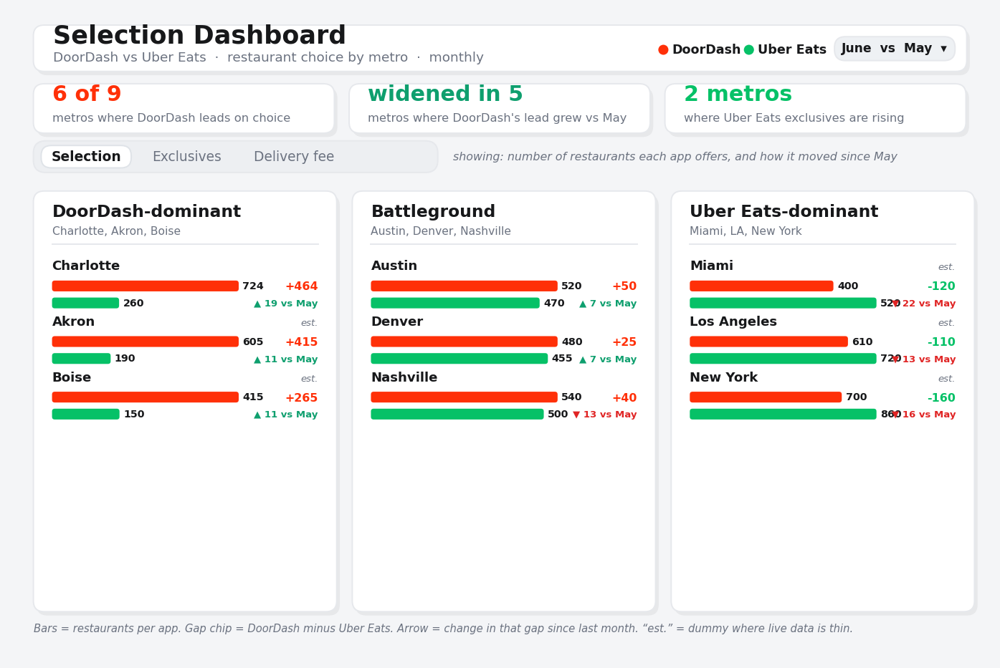 Selection Dashboard
DoorDash vs Uber Eats · restaurant choice by metro · monthly
DoorDash Uber Eats June vs May ▾
6 of 9
metros where DoorDash leads on choice
widened in 5
metros where DoorDash's lead grew vs May
2 metros
where Uber Eats exclusives are rising
Selection Exclusives Delivery fee
showing: number of restaurants each app offers, and how it moved since May
DoorDash-dominant
Charlotte, Akron, Boise
Charlotte
724 +464
260 ▲ 19 vs May
Akron est.
605 +415
190 ▲ 11 vs May
Boise est.
415 +265
150 ▲ 11 vs May
Battleground
Austin, Denver, Nashville
Austin
520 +50
470 ▲ 7 vs May
Denver
480 +25
455 ▲ 7 vs May
Nashville
540 +40
500 ▼ 13 vs May
Uber Eats-dominant
Miami, LA, New York
Miami est.
400 -120
520 ▼ 22 vs May
Los Angeles est.
610 -110
720 ▼ 13 vs May
New York est.
700 -160
860 ▼ 16 vs May
Bars = restaurants per app. Gap chip = DoorDash minus Uber Eats. Arrow = change in that gap since last month. “est.” = dummy where live data is thin.